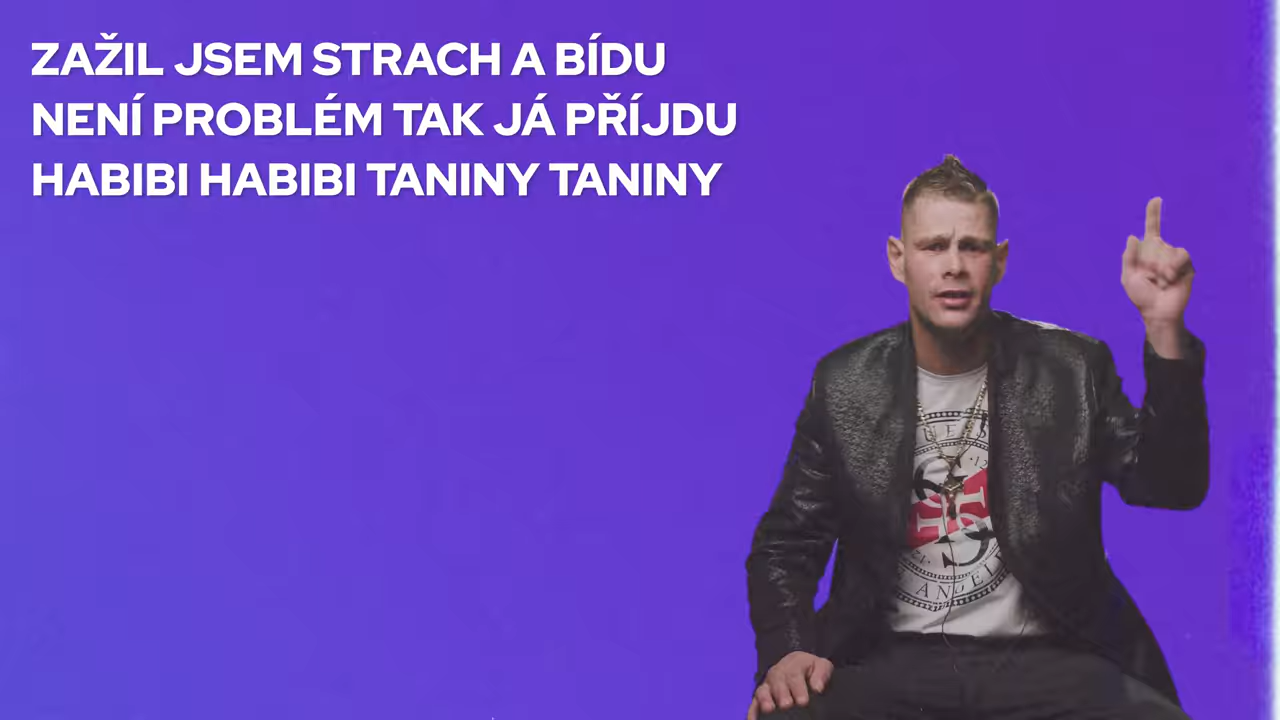 ZAŽIL JSEM STRACH A BÍDU
NENÍ PROBLÉM TAK JÁ PŘÍJDU
HABIBI HABIBI TANINY TANINY